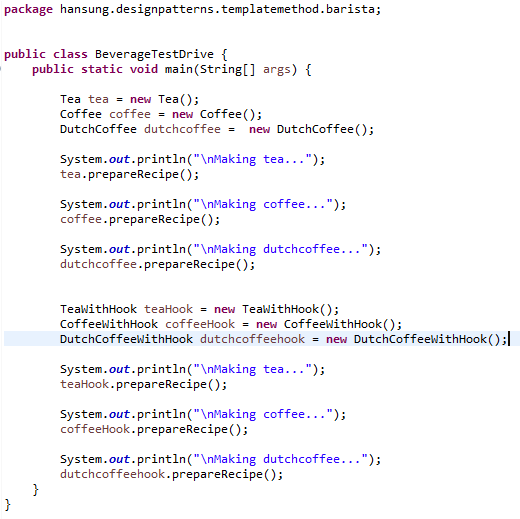 package hansung.designpatterns.templatemethod.barista;
public class BeverageTestDrive {
public static void main(String[] args) {
Tea tea = new Tea();
Coffee coffee = new Coffee();
DutchCoffee dutchcoffee =  new DutchCoffee();
System.out.println("\nMaking tea...");
tea.prepareRecipe();
System.out.println("\nMaking coffee...");
coffee.prepareRecipe();
System.out.println("\nMaking dutchcoffee...");
dutchcoffee.prepareRecipe();
TeaWithHook teaHook = new TeaWithHook();
CoffeeWithHook coffeeHook = new CoffeeWithHook();
DutchCoffeeWithHook dutchcoffeehook = new DutchCoffeeWithHook();
System.out.println("\nMaking tea...");
teaHook.prepareRecipe();
System.out.println("\nMaking coffee...");
coffeeHook.prepareRecipe();
System.out.println("\nMaking dutchcoffee...");
dutchcoffeehook.prepareRecipe();
}
}